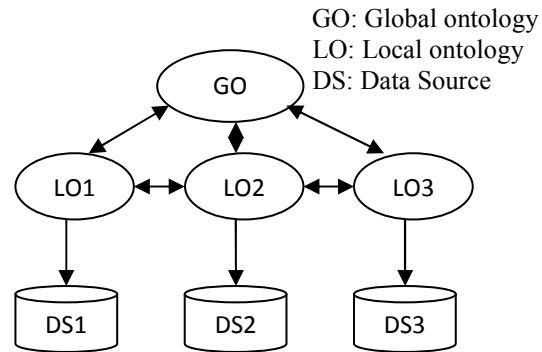 GO: Global ontology
LO: Local ontology
DS: Data Source
GO
LO1
LO2
LO3
DS1
DS2
DS3